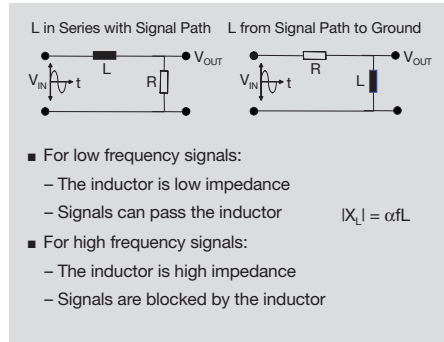 L in Series with Signal Path
L from Signal Path to Ground
L
R
V_IN
t
V_OUT
R
L
V_IN
t
V_OUT
■ For low frequency signals:
– The inductor is low impedance
– Signals can pass the inductor
|X_L| = αfL
■ For high frequency signals:
– The inductor is high impedance
– Signals are blocked by the inductor